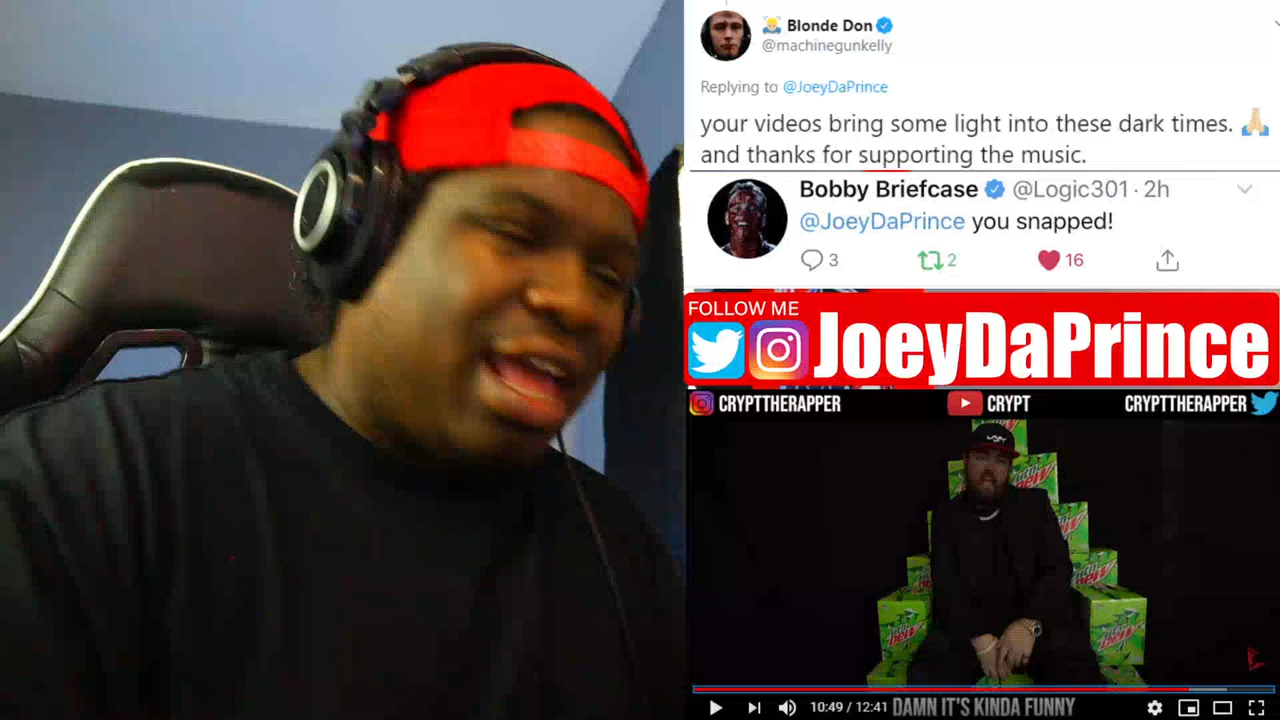 Blonde Don
@machinegunkelly
Replying to @JoeyDaPrince
your videos bring some light into these dark times.
and thanks for supporting the music.
Bobby Briefcase @Logic301 · 2h
@JoeyDaPrince you snapped!
3 2 16
FOLLOW ME
JoeyDaPrince
CRYPTTHERAPPER CRYPT CRYPTTHERAPPER
10:49 / 12:41 DAMN IT'S KINDA FUNNY